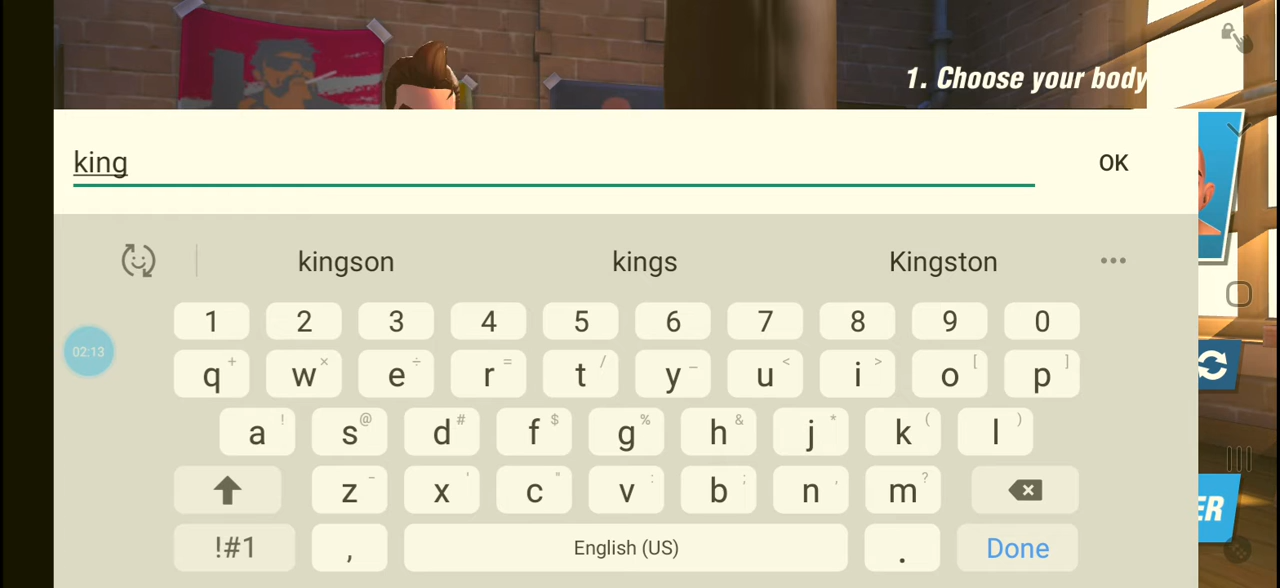 1. Choose your body
king
OK
kingson kings Kingston •••
1 2 3 4 5 6 7 8 9 0
q + w × e ÷ r = t / y _ u < i > o [ p ]
02:13
a ! s @ d # f $ g % h & j * k ( l )
z - x ' c " v : b ; n , m ?
ER
!#1 , English (US) . Done